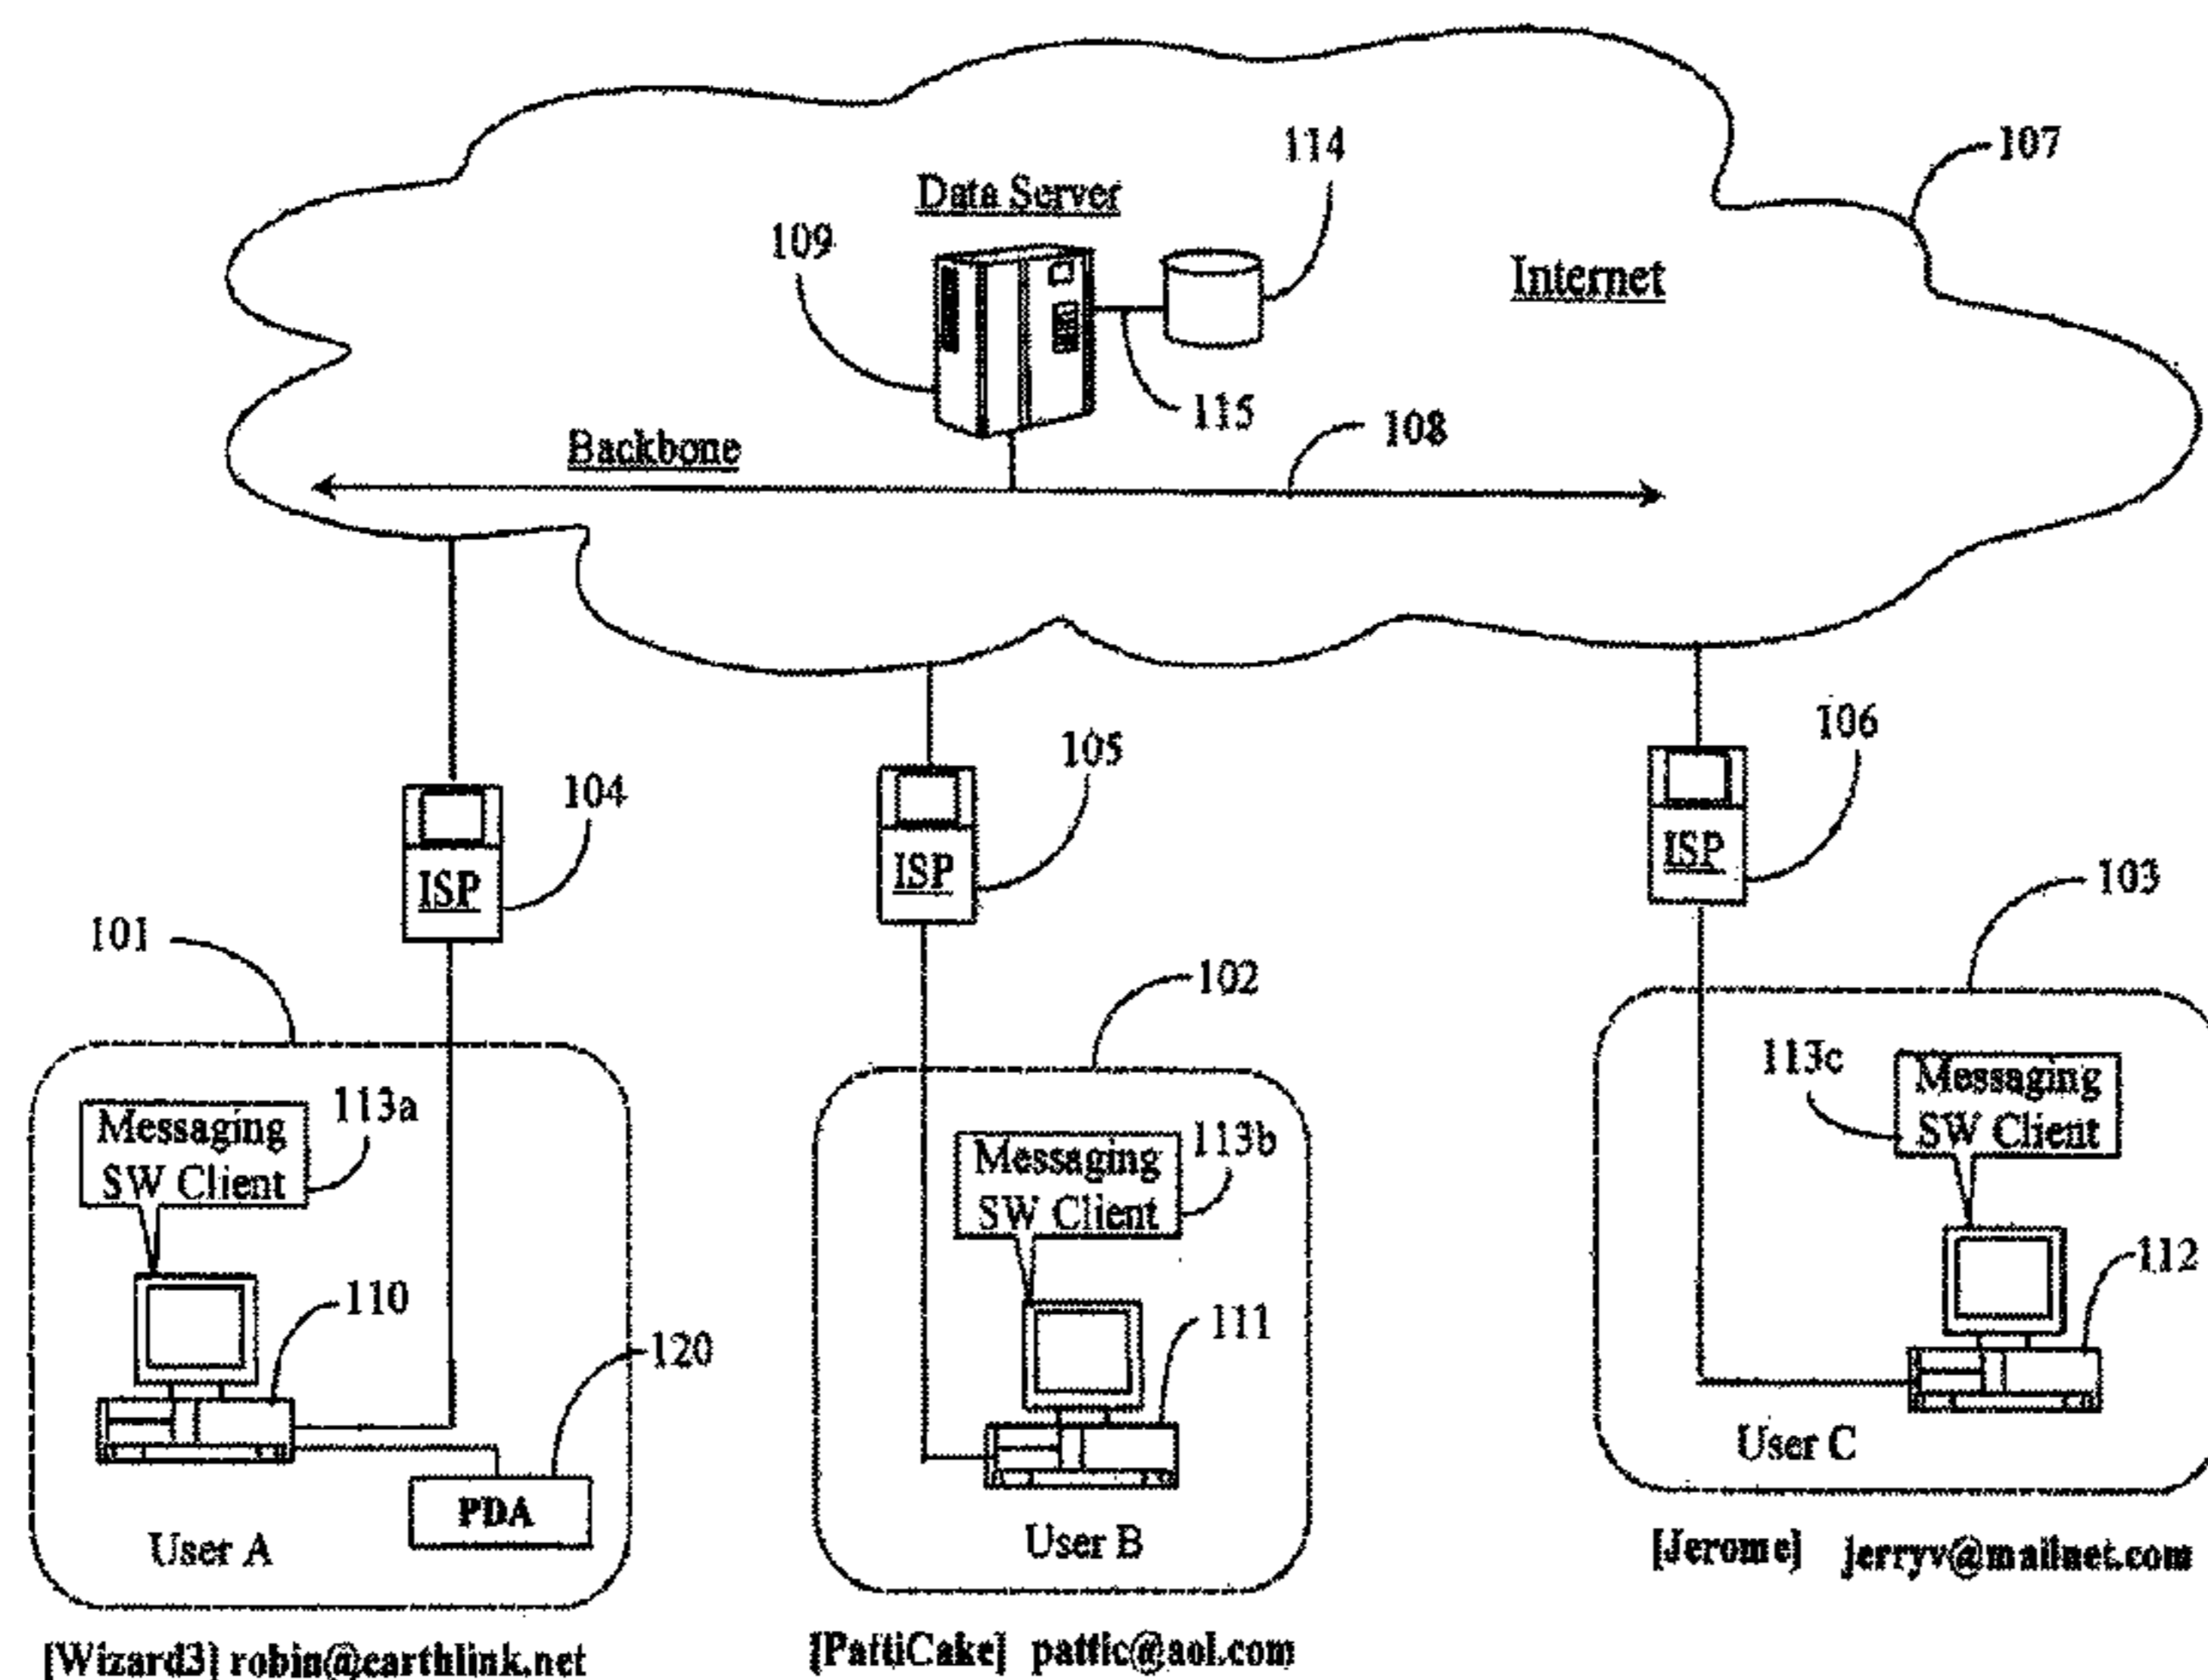 107
114
Data Server
109
Internet
115
108
Backbone
106
105
104
ISP
ISP
ISP
103
101
102
113c
Messaging
SW Client
113a
Messaging
SW Client
113b
Messaging
SW Client
112
110
111
120
User C
PDA
User A
User B
[Jerome] jerryv@mailnet.com
[Wizard3] robin@earthlink.net
[PattiCake] pattic@aol.com